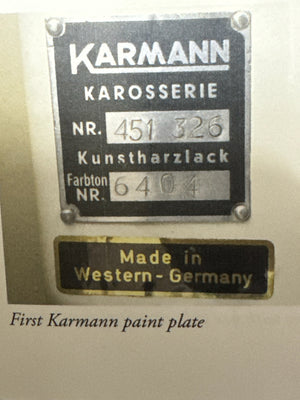 KARMANN
KAROSSERIE
NR. 451 326
Kunstharzlack
Farbton NR. 6404
Made in
Western-Germany
First Karmann paint plate